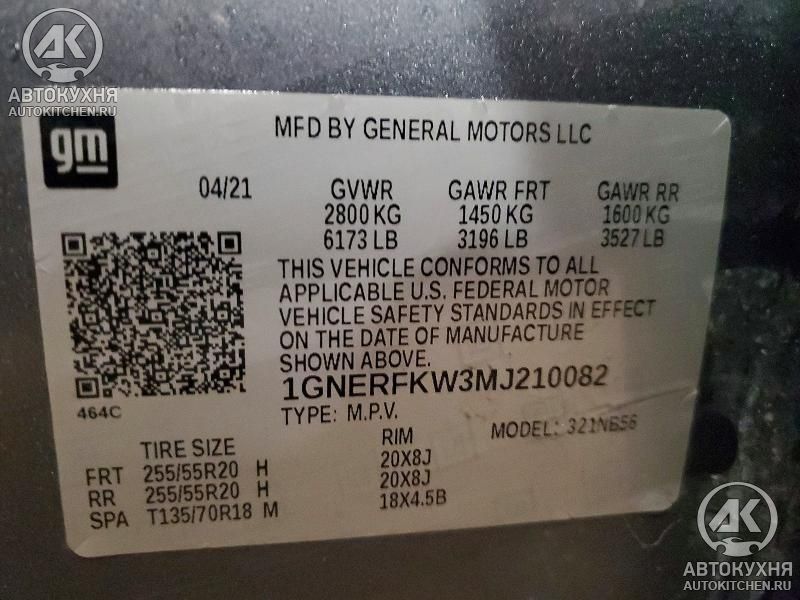 АК
АВТОКУХНЯ
AUTOKITCHEN.RU
gm
MFD BY GENERAL MOTORS LLC
04/21 GVWR GAWR FRT GAWR RR
2800 KG 1450 KG 1600 KG
6173 LB 3196 LB 3527 LB
THIS VEHICLE CONFORMS TO ALL
APPLICABLE U.S. FEDERAL MOTOR
VEHICLE SAFETY STANDARDS IN EFFECT
ON THE DATE OF MANUFACTURE
SHOWN ABOVE.
1GNERFKW3MJ210082
464C
TYPE: M.P.V. MODEL: 321NB56
TIRE SIZE RIM
FRT 255/55R20 H 20X8J
RR 255/55R20 H 20X8J
SPA T135/70R18 M 18X4.5B
АК
АВТОКУХНЯ
AUTOKITCHEN.RU